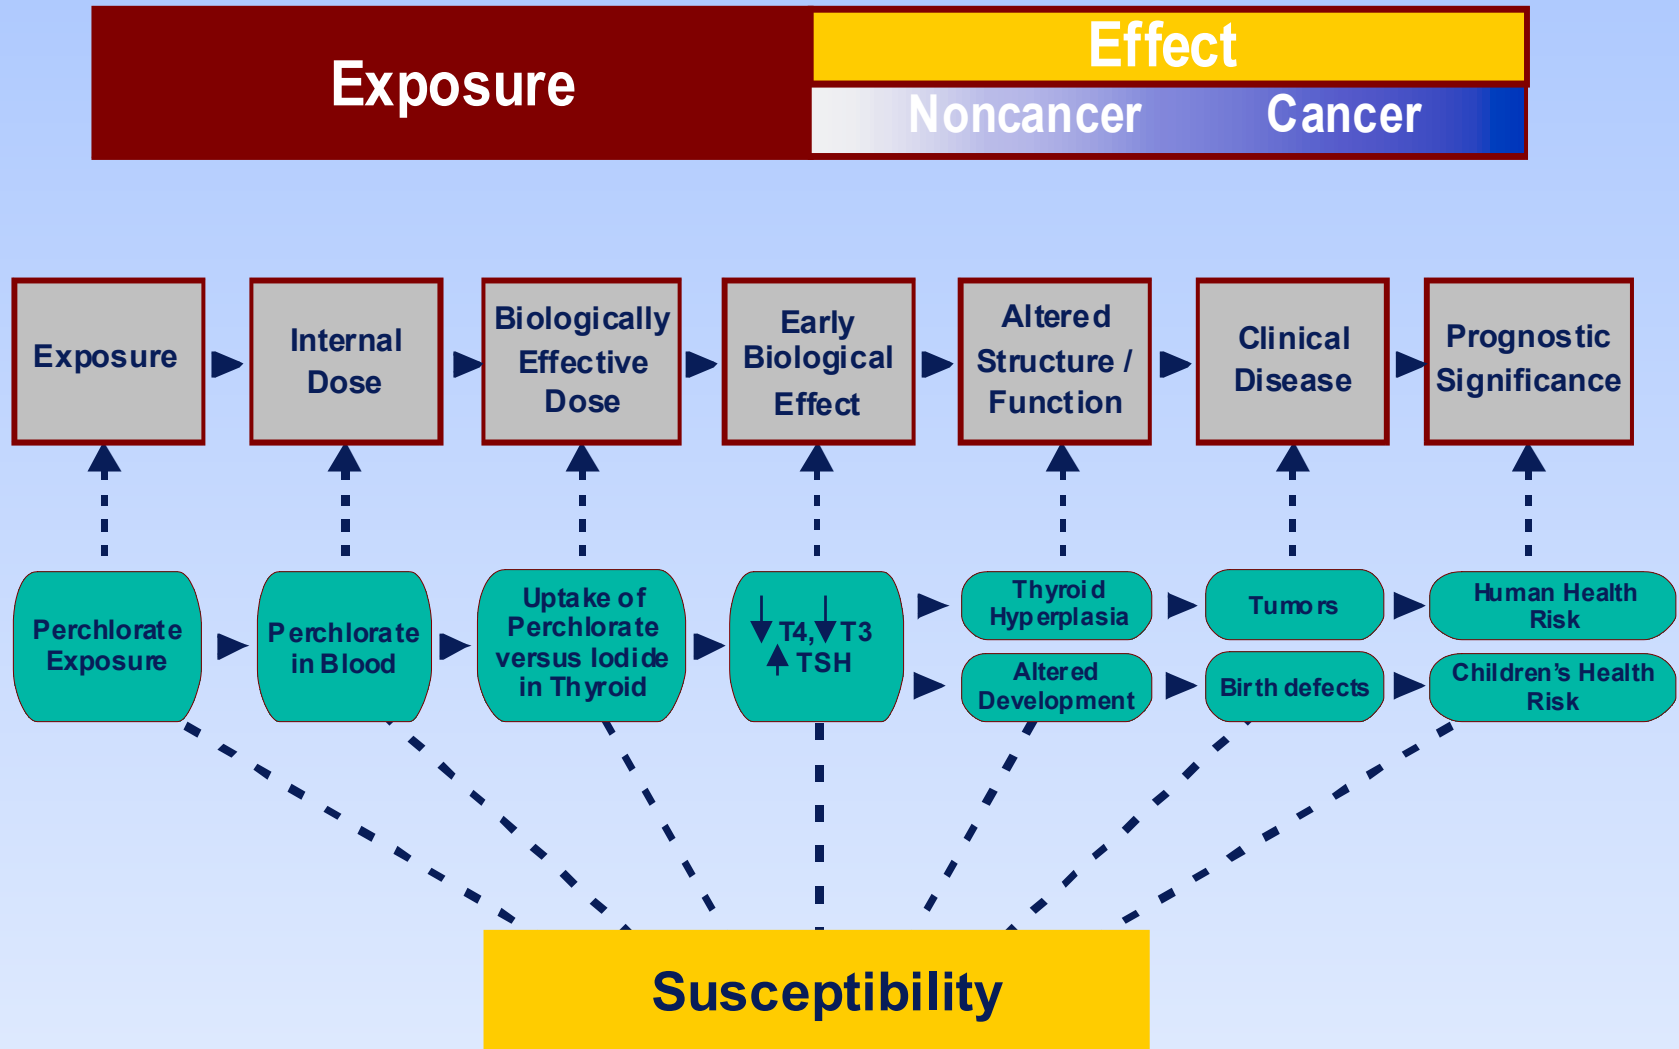 Exposure
Effect
Noncancer
Cancer
Exposure
Internal
Dose
Biologically
Effective
Dose
Early
Biological
Effect
Altered
Structure /
Function
Clinical
Disease
Prognostic
Significance
Perchlorate
Exposure
Perchlorate
in Blood
Uptake of
Perchlorate
versus Iodide
in Thyroid
T4, T3
TSH
Thyroid
Hyperplasia
Tumors
Human Health
Risk
Altered
Development
Birth defects
Children’s Health
Risk
Susceptibility